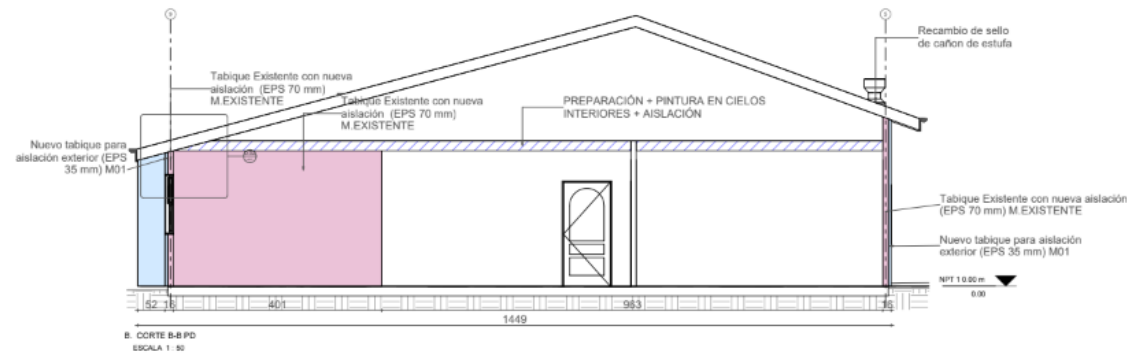 Recambio de sello
de cañon de estufa
Tabique Existente con nueva
aislación (EPS 70 mm)
M.EXISTENTE
Tabique Existente con nueva
aislación (EPS 70 mm)
M.EXISTENTE
PREPARACIÓN + PINTURA EN CIELOS
INTERIORES + AISLACIÓN
Nuevo tabique para
aislación exterior (EPS
35 mm) M01
Tabique Existente con nueva aislación
(EPS 70 mm) M.EXISTENTE
Nuevo tabique para aislación
exterior (EPS 35 mm) M01
NPT ± 0.00 m
0.00
52 16 401 963 16
1449
B. CORTE B-B PD
ESCALA 1 : 50